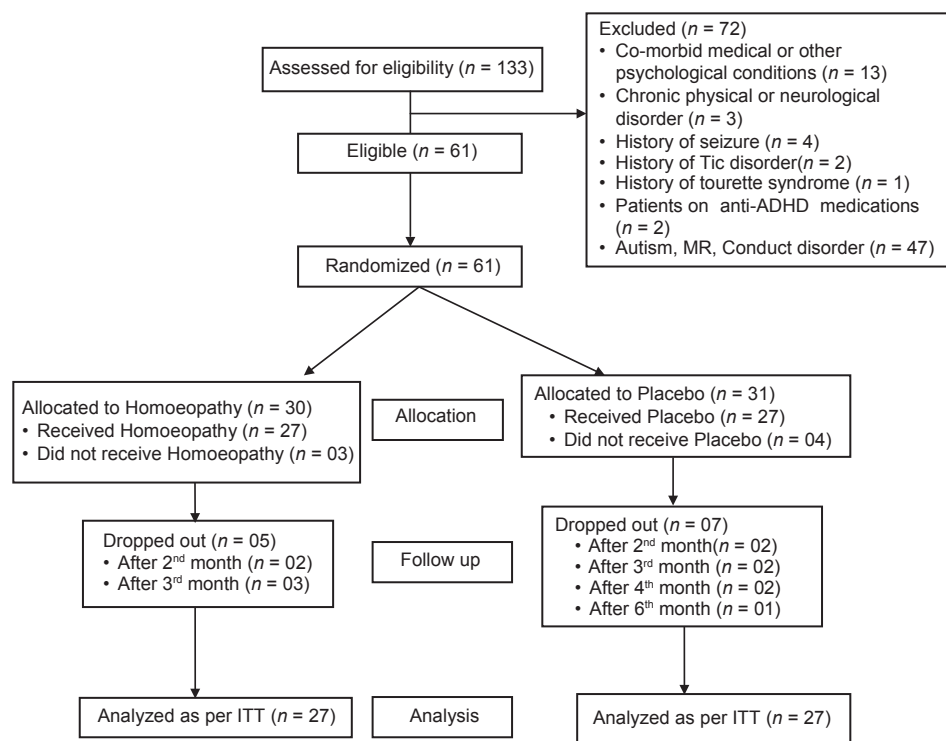 Assessed for eligibility (n = 133)
Excluded (n = 72)
• Co-morbid medical or other
psychological conditions (n = 13)
• Chronic physical or neurological
disorder (n = 3)
• History of seizure (n = 4)
• History of Tic disorder(n = 2)
• History of tourette syndrome (n = 1)
• Patients on anti-ADHD medications
(n = 2)
• Autism, MR, Conduct disorder (n = 47)
Eligible (n = 61)
Randomized (n = 61)
Allocated to Homoeopathy (n = 30)
• Received Homoeopathy (n = 27)
• Did not receive Homoeopathy (n = 03)
Allocation
Allocated to Placebo (n = 31)
• Received Placebo (n = 27)
• Did not receive Placebo (n = 04)
Dropped out (n = 05)
• After 2nd month (n = 02)
• After 3rd month (n = 03)
Follow up
Dropped out (n = 07)
• After 2nd month(n = 02)
• After 3rd month (n = 02)
• After 4th month (n = 02)
• After 6th month (n = 01)
Analyzed as per ITT (n = 27)
Analysis
Analyzed as per ITT (n = 27)